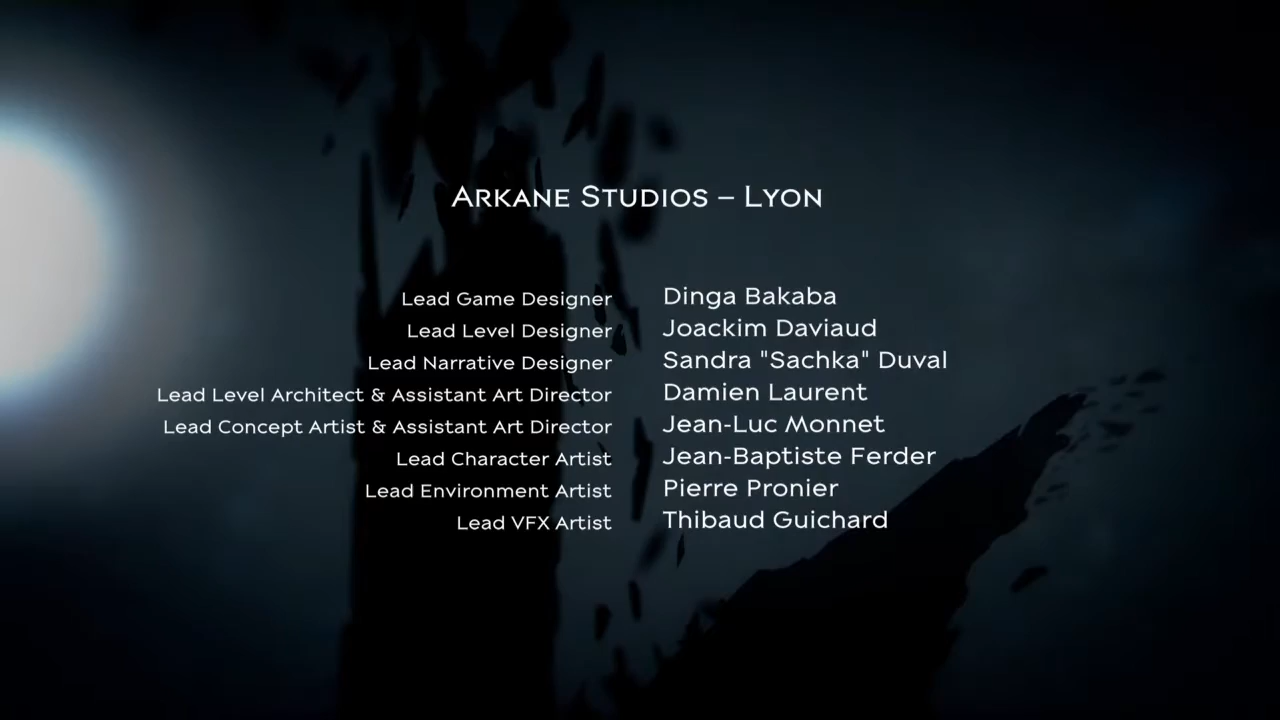 Arkane Studios – Lyon
Lead Game Designer Dinga Bakaba
Lead Level Designer Joackim Daviaud
Lead Narrative Designer Sandra "Sachka" Duval
Lead Level Architect & Assistant Art Director Damien Laurent
Lead Concept Artist & Assistant Art Director Jean-Luc Monnet
Lead Character Artist Jean-Baptiste Ferder
Lead Environment Artist Pierre Pronier
Lead VFX Artist Thibaud Guichard